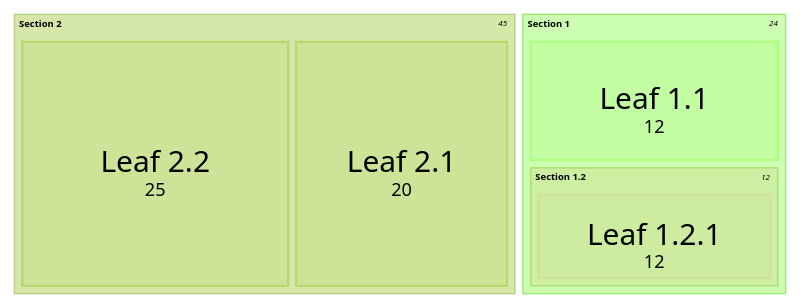 Section 2 45
Leaf 2.2
25
Leaf 2.1
20
Section 1 24
Leaf 1.1
12
Section 1.2 12
Leaf 1.2.1
12